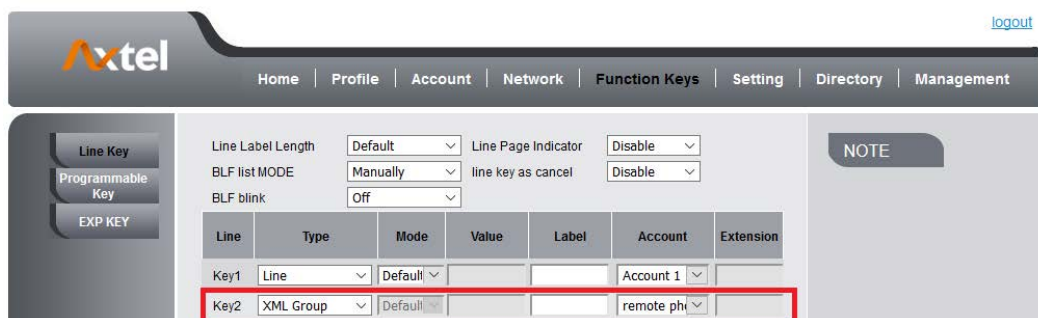 logout
Axtel
Home Profile Account Network Function Keys Setting Directory Management
Line Key
Programmable Key
EXP KEY
Line Label Length Default Line Page Indicator Disable
BLF list MODE Manually line key as cancel Disable
BLF blink Off
Line Type Mode Value Label Account Extension
Key1 Line Default Account 1
Key2 XML Group Default remote ph
NOTE